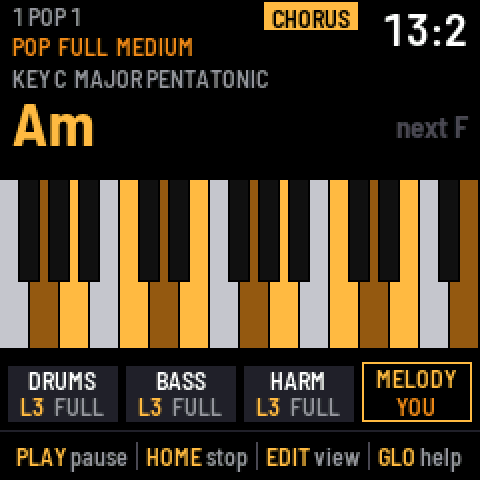 1 POP 1 CHORUS 13:2
POP FULL MEDIUM
KEY C MAJOR PENTATONIC
Am next F
DRUMS BASS HARM MELODY
L3 FULL L3 FULL L3 FULL YOU
PLAY pause HOME stop EDIT view GLO help